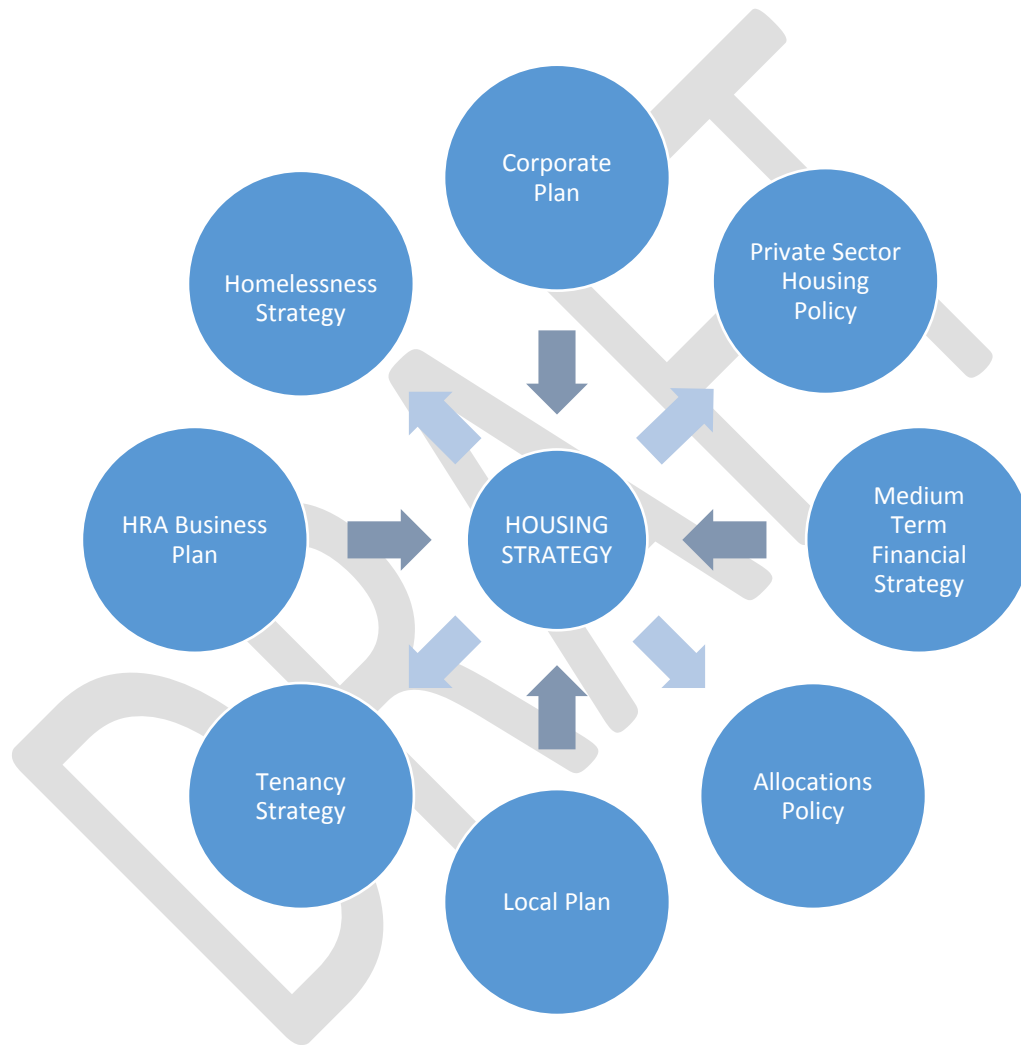 Corporate
Plan
Private Sector
Housing
Policy
Homelessness
Strategy
HRA Business
Plan
HOUSING
STRATEGY
Medium
Term
Financial
Strategy
Tenancy
Strategy
Allocations
Policy
Local Plan
DRAFT